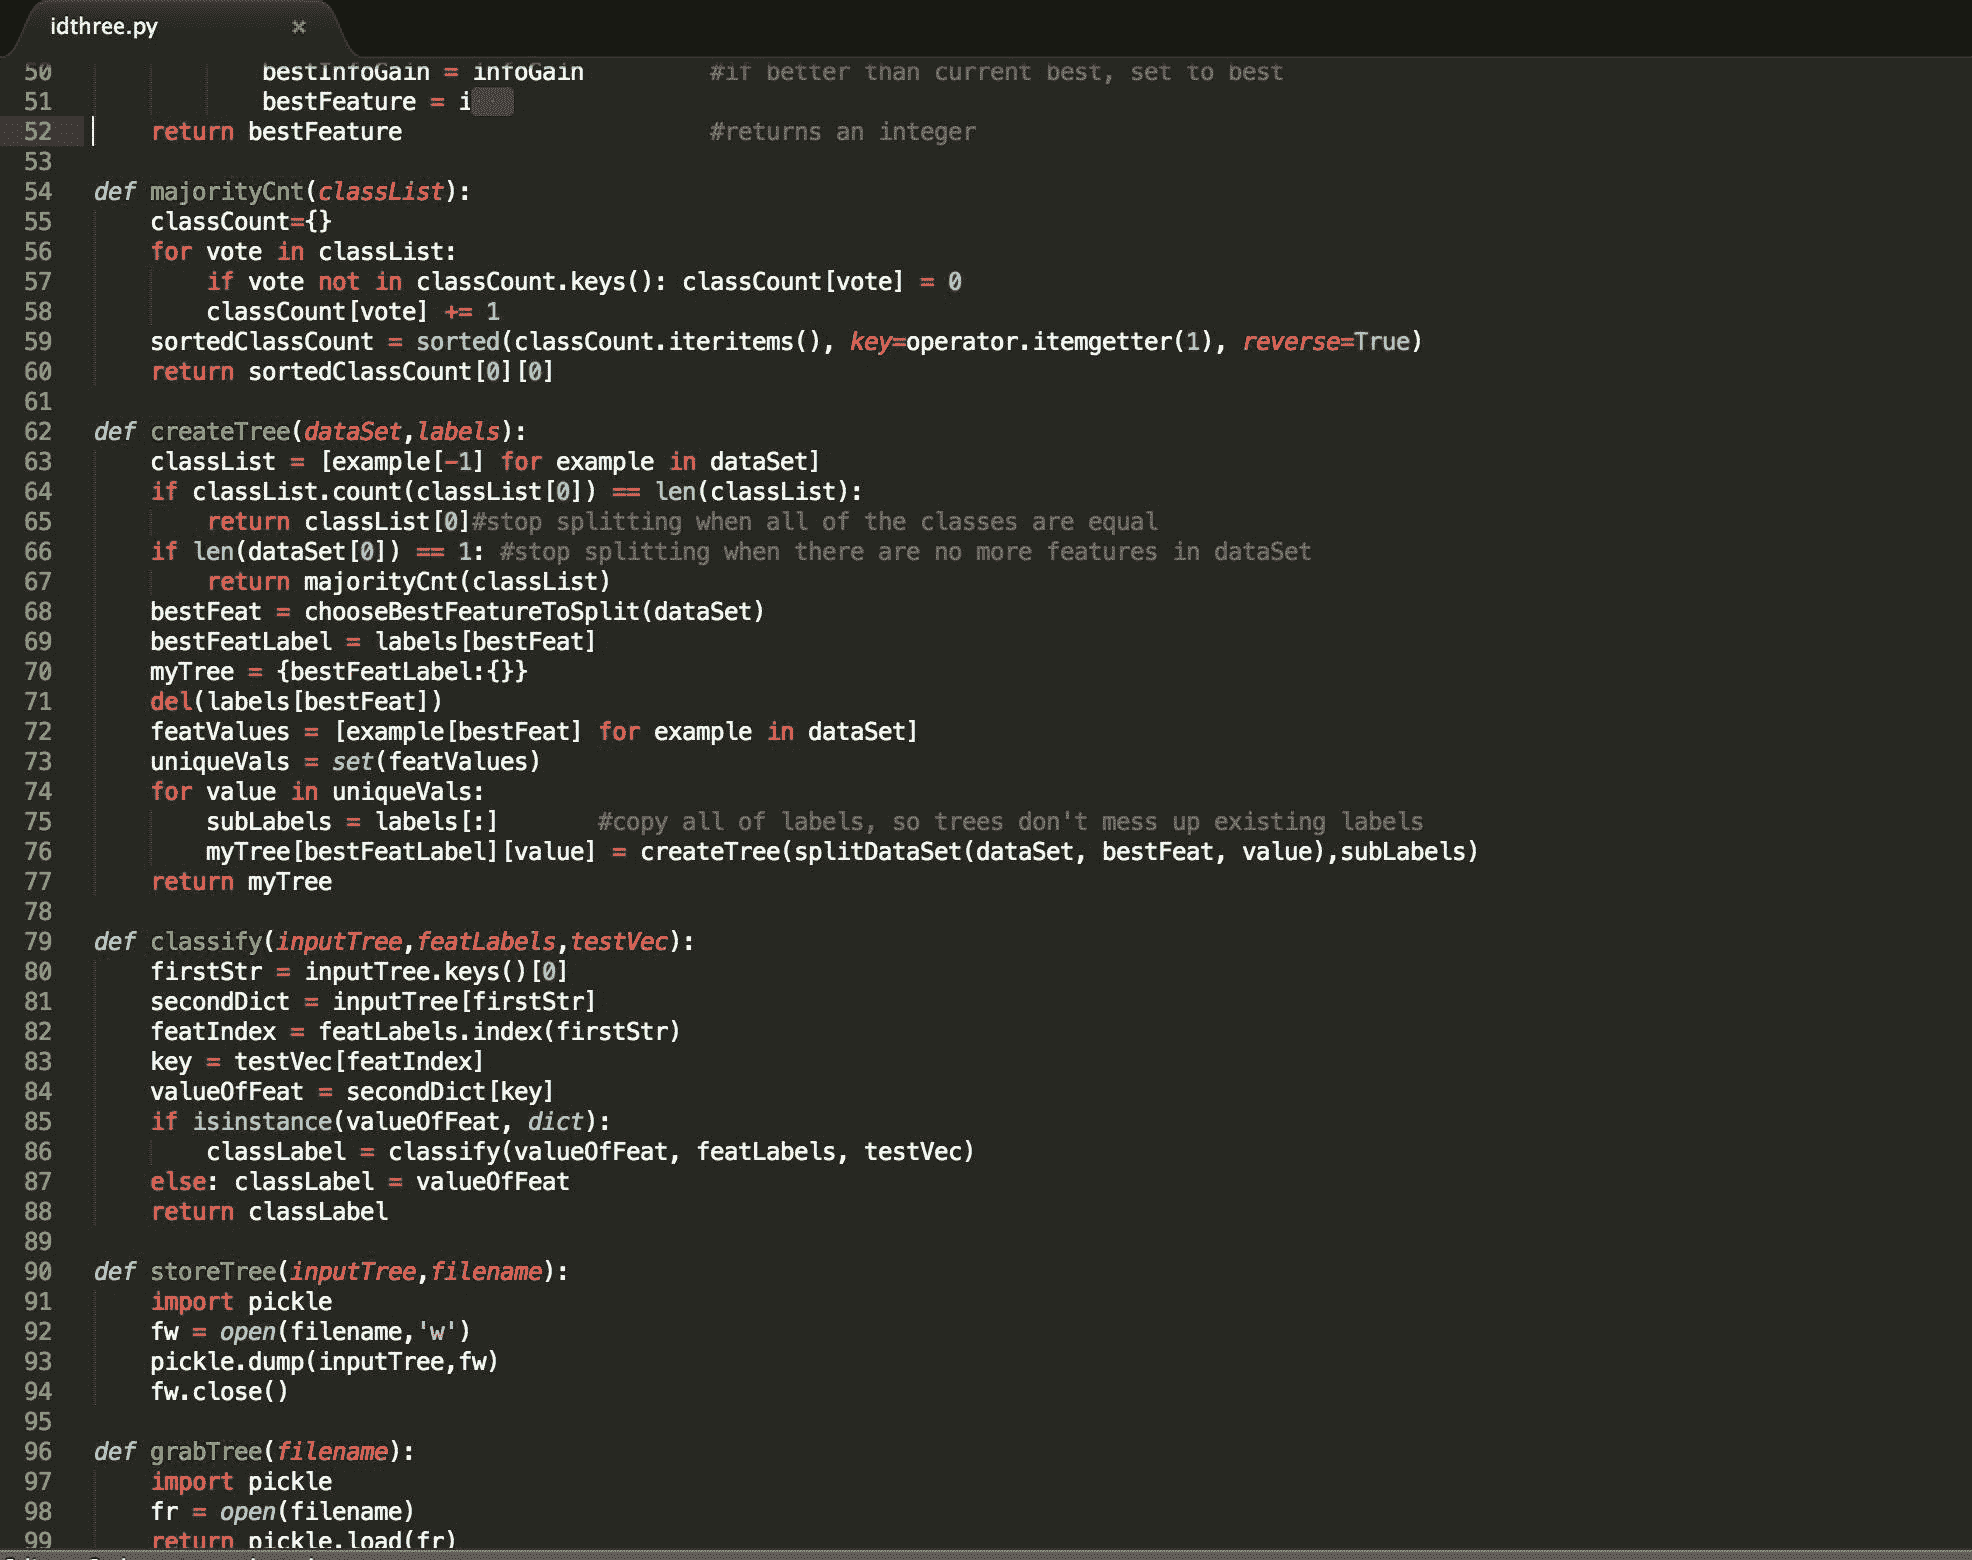 idthree.py ×
50 bestInfoGain = infoGain #if better than current best, set to best
51 bestFeature = i
52 return bestFeature #returns an integer
53
54 def majorityCnt(classList):
55 classCount={}
56 for vote in classList:
57 if vote not in classCount.keys(): classCount[vote] = 0
58 classCount[vote] += 1
59 sortedClassCount = sorted(classCount.iteritems(), key=operator.itemgetter(1), reverse=True)
60 return sortedClassCount[0][0]
61
62 def createTree(dataSet,labels):
63 classList = [example[-1] for example in dataSet]
64 if classList.count(classList[0]) == len(classList):
65 return classList[0]#stop splitting when all of the classes are equal
66 if len(dataSet[0]) == 1: #stop splitting when there are no more features in dataSet
67 return majorityCnt(classList)
68 bestFeat = chooseBestFeatureToSplit(dataSet)
69 bestFeatLabel = labels[bestFeat]
70 myTree = {bestFeatLabel:{}}
71 del(labels[bestFeat])
72 featValues = [example[bestFeat] for example in dataSet]
73 uniqueVals = set(featValues)
74 for value in uniqueVals:
75 subLabels = labels[:] #copy all of labels, so trees don't mess up existing labels
76 myTree[bestFeatLabel][value] = createTree(splitDataSet(dataSet, bestFeat, value),subLabels)
77 return myTree
78
79 def classify(inputTree,featLabels,testVec):
80 firstStr = inputTree.keys()[0]
81 secondDict = inputTree[firstStr]
82 featIndex = featLabels.index(firstStr)
83 key = testVec[featIndex]
84 valueOfFeat = secondDict[key]
85 if isinstance(valueOfFeat, dict):
86 classLabel = classify(valueOfFeat, featLabels, testVec)
87 else: classLabel = valueOfFeat
88 return classLabel
89
90 def storeTree(inputTree,filename):
91 import pickle
92 fw = open(filename,'w')
93 pickle.dump(inputTree,fw)
94 fw.close()
95
96 def grabTree(filename):
97 import pickle
98 fr = open(filename)
99 return pickle.load(fr)